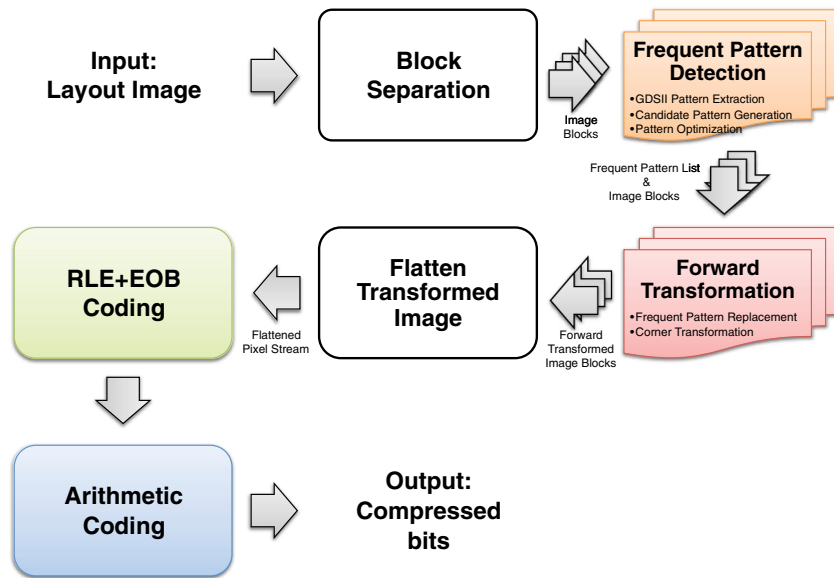 Input:
Layout Image
Block
Separation
Image
Blocks
Frequent Pattern
Detection
•GDSII Pattern Extraction
•Candidate Pattern Generation
•Pattern Optimization
Frequent Pattern List
&
Image Blocks
Forward
Transformation
•Frequent Pattern Replacement
•Corner Transformation
Forward
Transformed
Image Blocks
Flatten
Transformed
Image
Flattened
Pixel Stream
RLE+EOB
Coding
Arithmetic
Coding
Output:
Compressed
bits